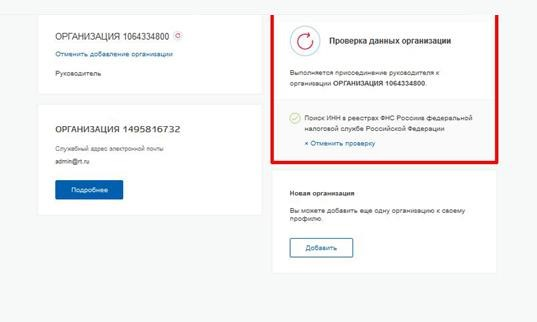 ОРГАНИЗАЦИЯ 1064334800
Отменить добавление организации
Руководитель
ОРГАНИЗАЦИЯ 1495816732
Служебный адрес электронной почты
admin@rt.ru
Подробнее
Проверка данных организации
Выполняется присоединение руководителя к
организации ОРГАНИЗАЦИЯ 1064334800.
Поиск ИНН в реестрах ФНС Россиив федеральной
налоговой службе Российской Федерации
× Отменить проверку
Новая организация
Вы можете добавить еще одну организацию к своему
профилю.
Добавить